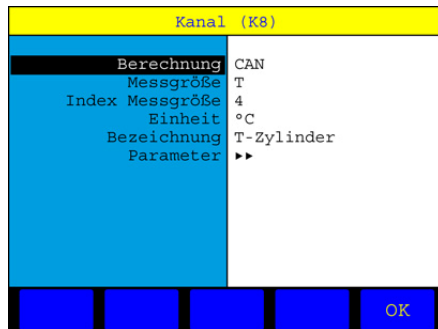 Kanal (K8)
Berechnung CAN
Messgröße T
Index Messgröße 4
Einheit °C
Bezeichnung T-Zylinder
Parameter ▸▸
OK